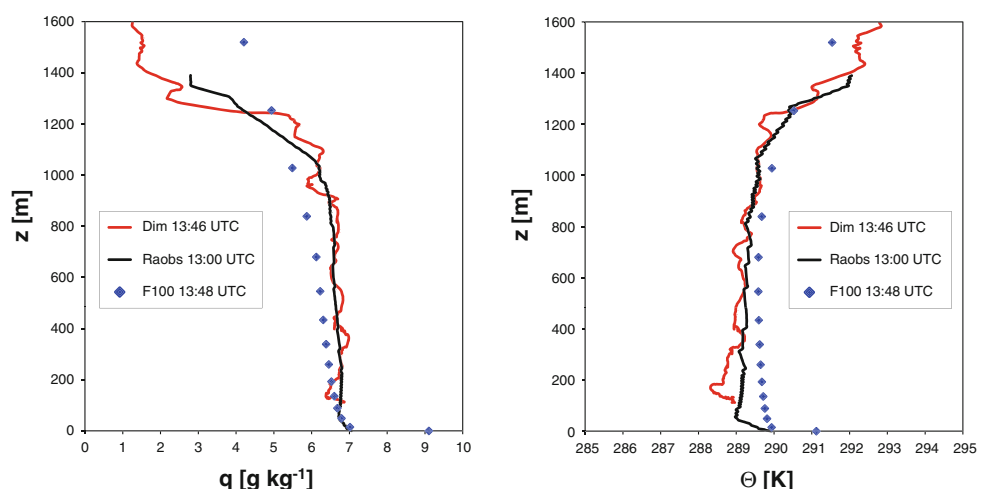 1600
1400
1200
1000
800
600
400
200
0
z [m]
Dim 13:46 UTC
Raobs 13:00 UTC
F100 13:48 UTC
0 1 2 3 4 5 6 7 8 9 10
q [g kg-1]
1600
1400
1200
1000
800
600
400
200
0
z [m]
Dim 13:46 UTC
Raobs 13:00 UTC
F100 13:48 UTC
285 286 287 288 289 290 291 292 293 294 295
Θ [K]